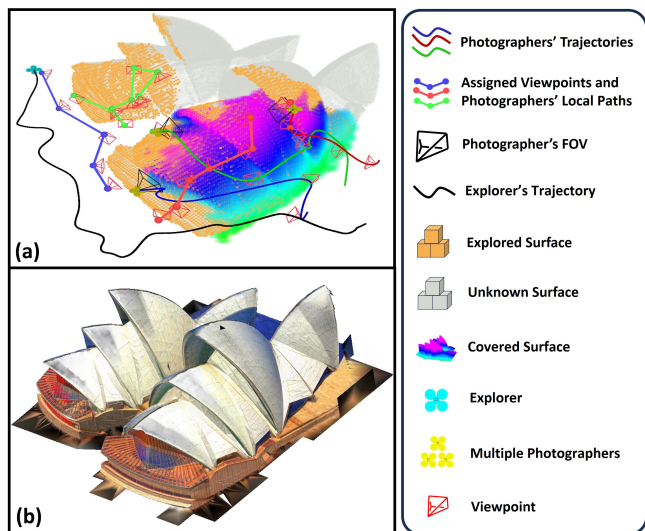 (a)
(b)
Photographers' Trajectories
Assigned Viewpoints and
Photographers' Local Paths
Photographer's FOV
Explorer's Trajectory
Explored Surface
Unknown Surface
Covered Surface
Explorer
Multiple Photographers
Viewpoint